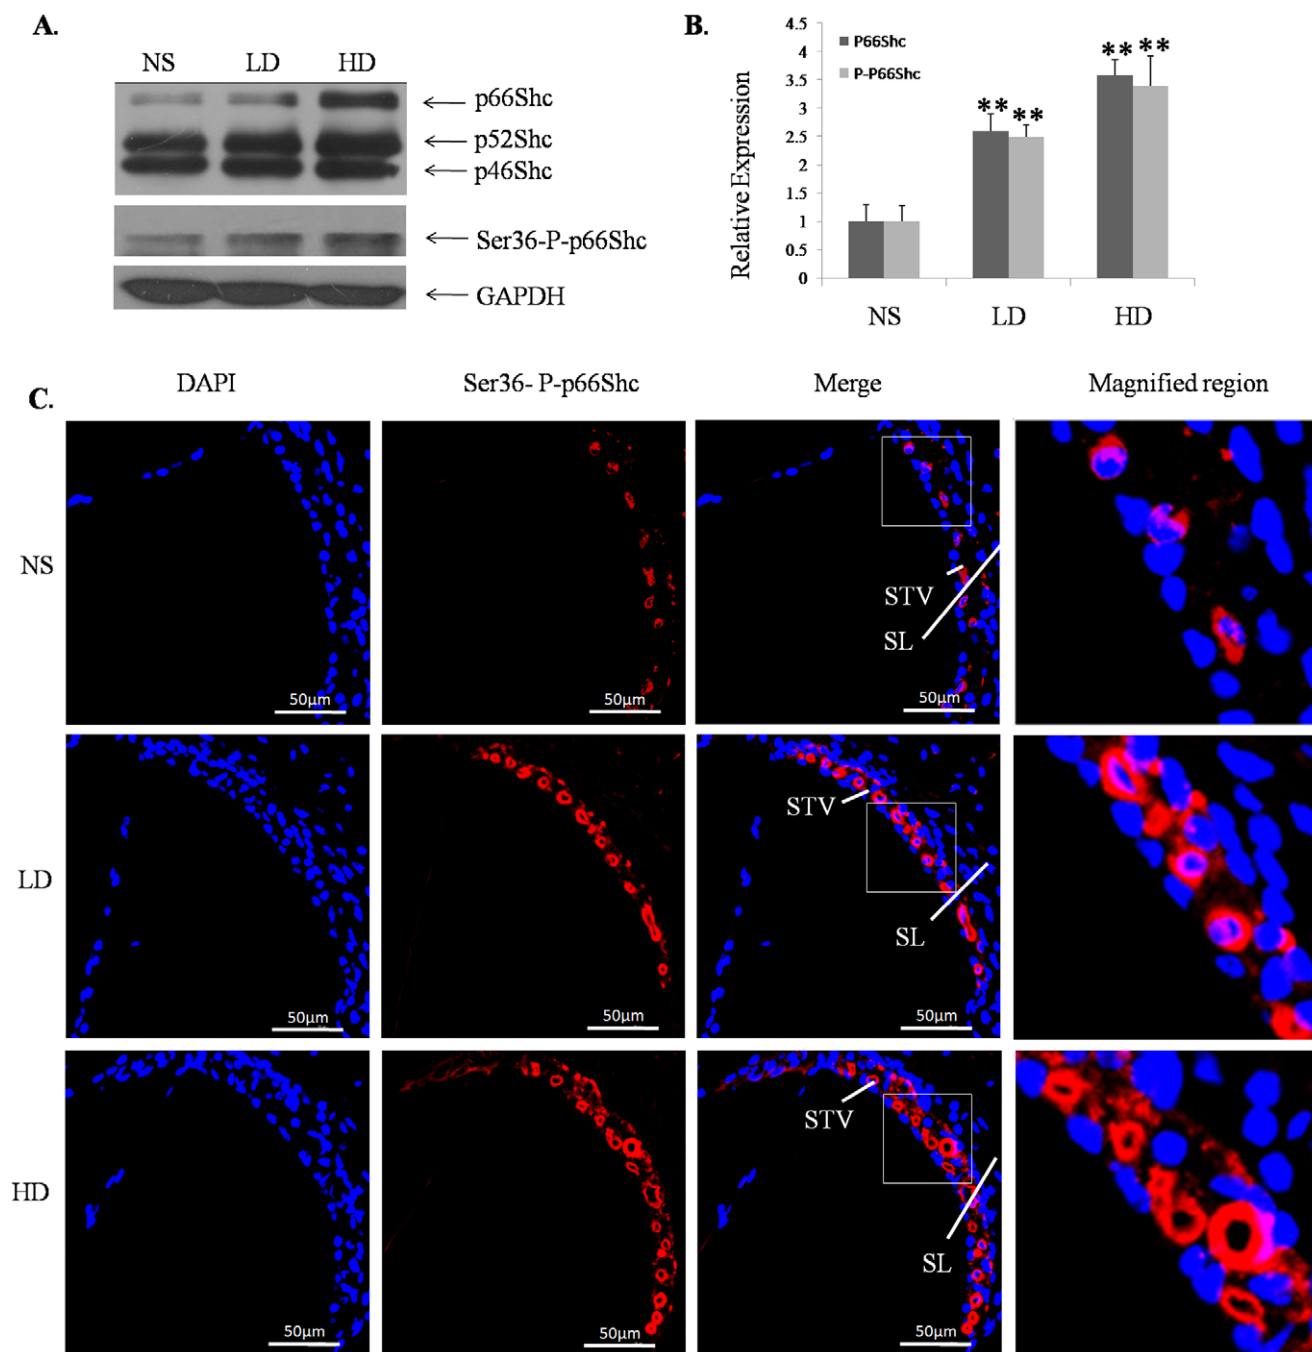 A.
NS LD HD
p66Shc
p52Shc
p46Shc
Ser36-P-p66Shc
GAPDH
B.
Relative Expression
4.5
4
3.5
3
2.5
2
1.5
1
0.5
0
P66Shc
P-P66Shc
** **
** **
NS LD HD
C.
DAPI Ser36- P-p66Shc Merge Magnified region
NS
STV
SL
50μm 50μm 50μm
LD
STV
SL
50μm 50μm 50μm
HD
STV
SL
50μm 50μm 50μm